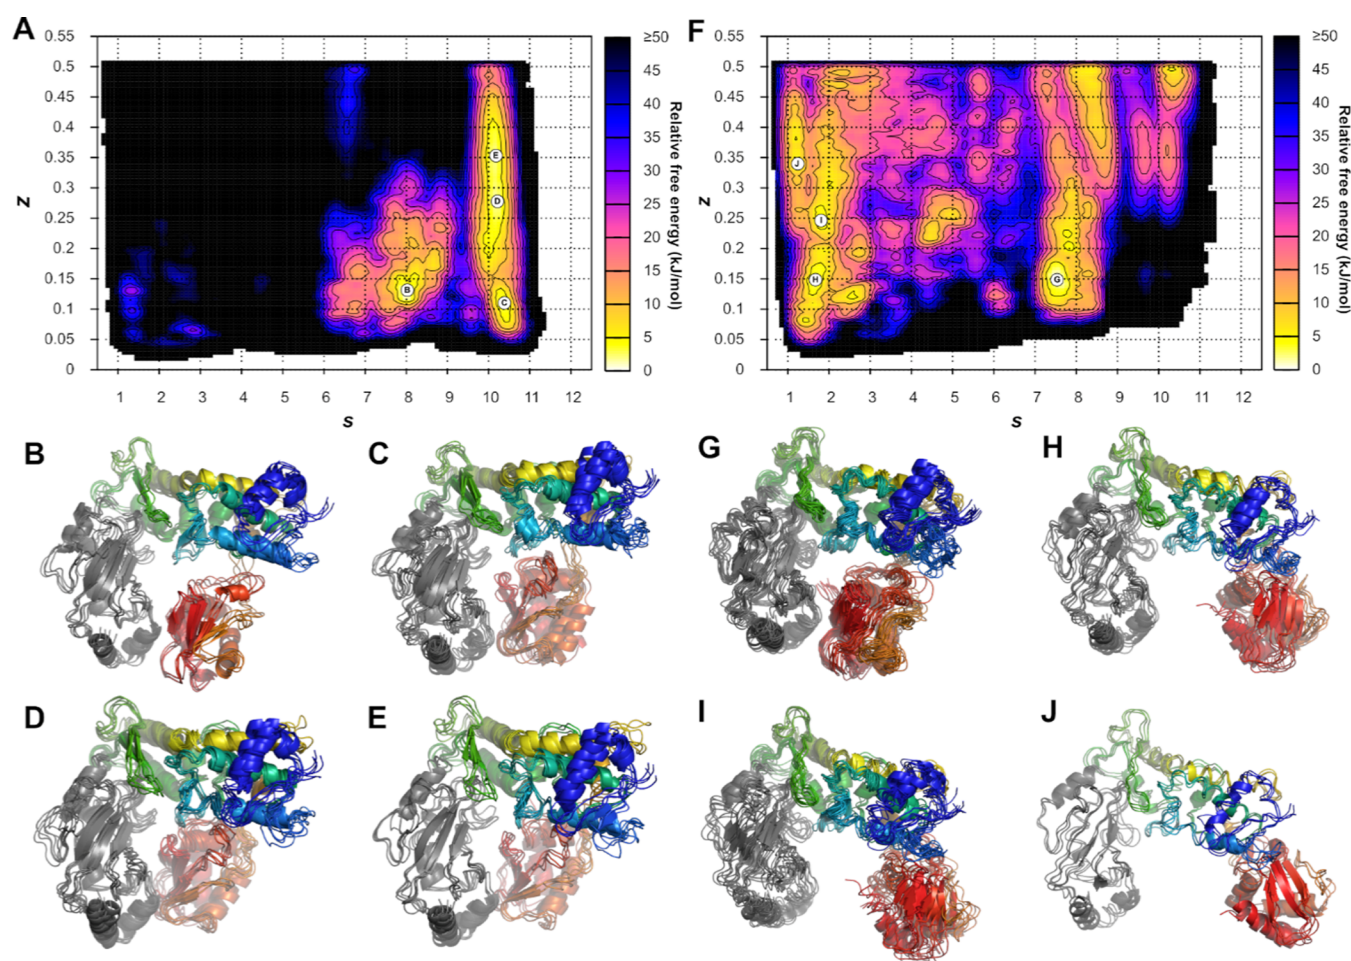 A
F
0.55
0.5
0.45
0.4
0.35
0.3
0.25
0.2
0.15
0.1
0.05
0
z
E
D
B
C
1 2 3 4 5 6 7 8 9 10 11 12
s
≥50
45
40
35
30
25
20
15
10
5
0
Relative free energy (kJ/mol)
0.55
0.5
0.45
0.4
0.35
0.3
0.25
0.2
0.15
0.1
0.05
0
z
J
I
H
G
1 2 3 4 5 6 7 8 9 10 11 12
s
≥50
45
40
35
30
25
20
15
10
5
0
Relative free energy (kJ/mol)
B
C
G
H
D
E
I
J